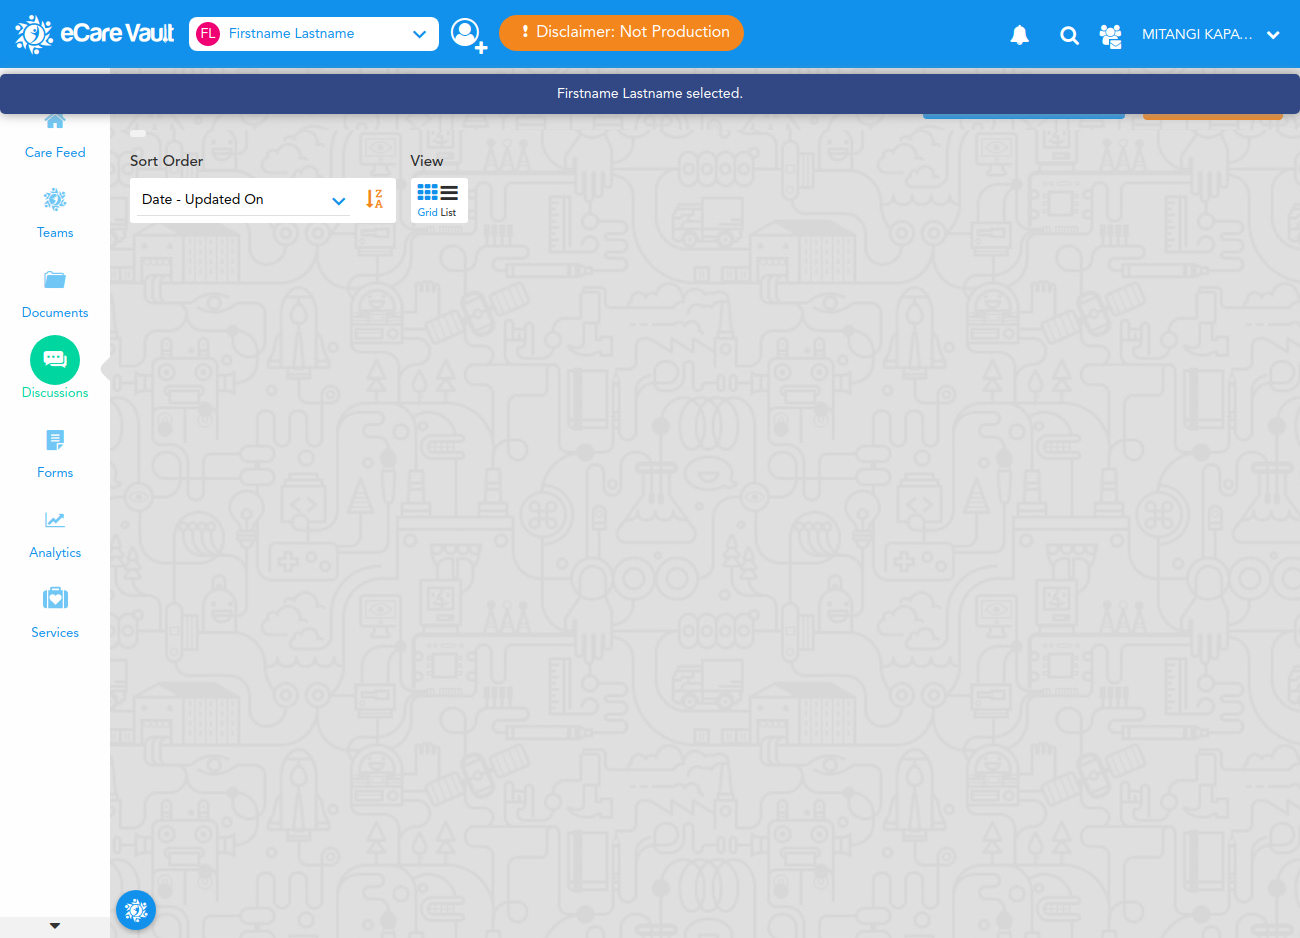 eCare Vault
FL Firstname Lastname
! Disclaimer: Not Production
MITANGI KAPA...
Firstname Lastname selected.
Care Feed
Teams
Documents
Discussions
Forms
Analytics
Services
Sort Order
Date - Updated On
Z
A
View
Grid List